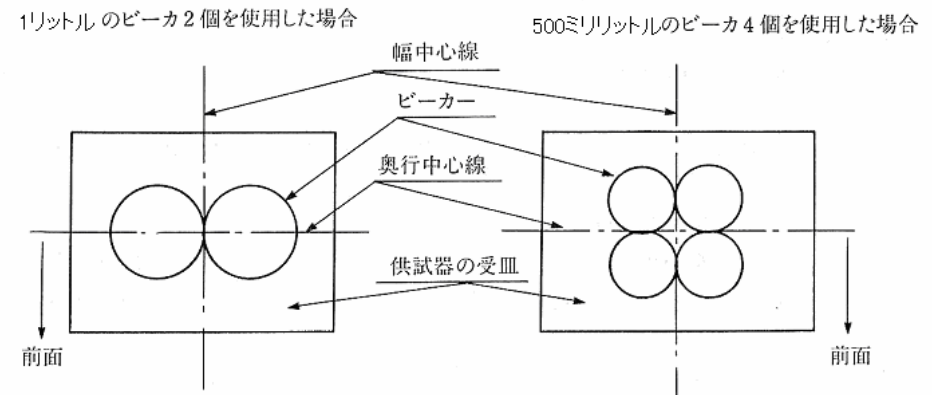 1リットルのビーカ2個を使用した場合
500ミリリットルのビーカ4個を使用した場合
幅中心線
ビーカー
奥行中心線
供試器の受皿
前面
前面